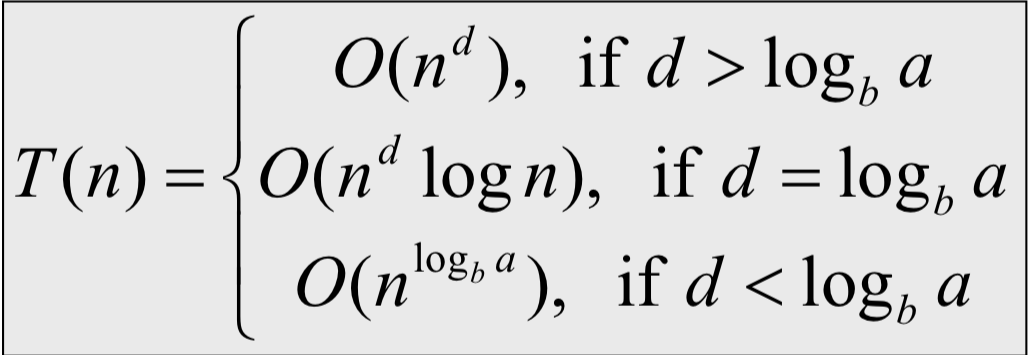 O(n^d), if d > log_b a
T(n) = { O(n^d log n), if d = log_b a
O(n^{log_b a}), if d < log_b a